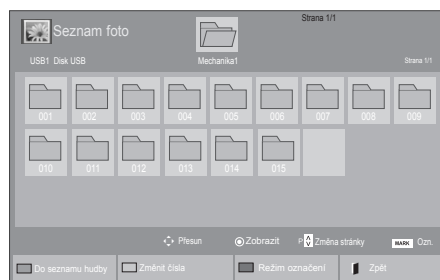 Strana 1/1
Seznam foto
USB1 Disk USB
Mechanika1
Strana 1/1
001 002 003 004 005 006 007 008 009
010 011 012 013 014 015
Přesun
Zobrazit
P Změna stránky
MARK Ozn.
Do seznamu hudby
Změnit čísla
Režim označení
Zpět